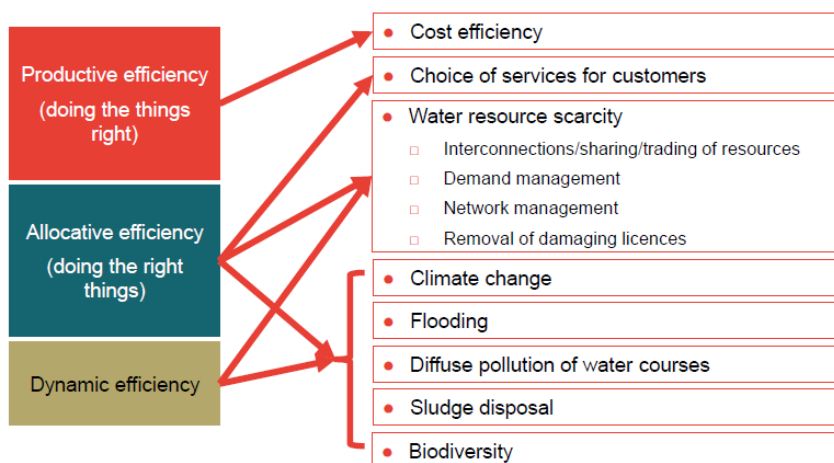 Productive efficiency
(doing the things
right)
Allocative efficiency
(doing the right
things)
Dynamic efficiency
Cost efficiency
Choice of services for customers
Water resource scarcity
Interconnections/sharing/trading of resources
Demand management
Network management
Removal of damaging licences
Climate change
Flooding
Diffuse pollution of water courses
Sludge disposal
Biodiversity